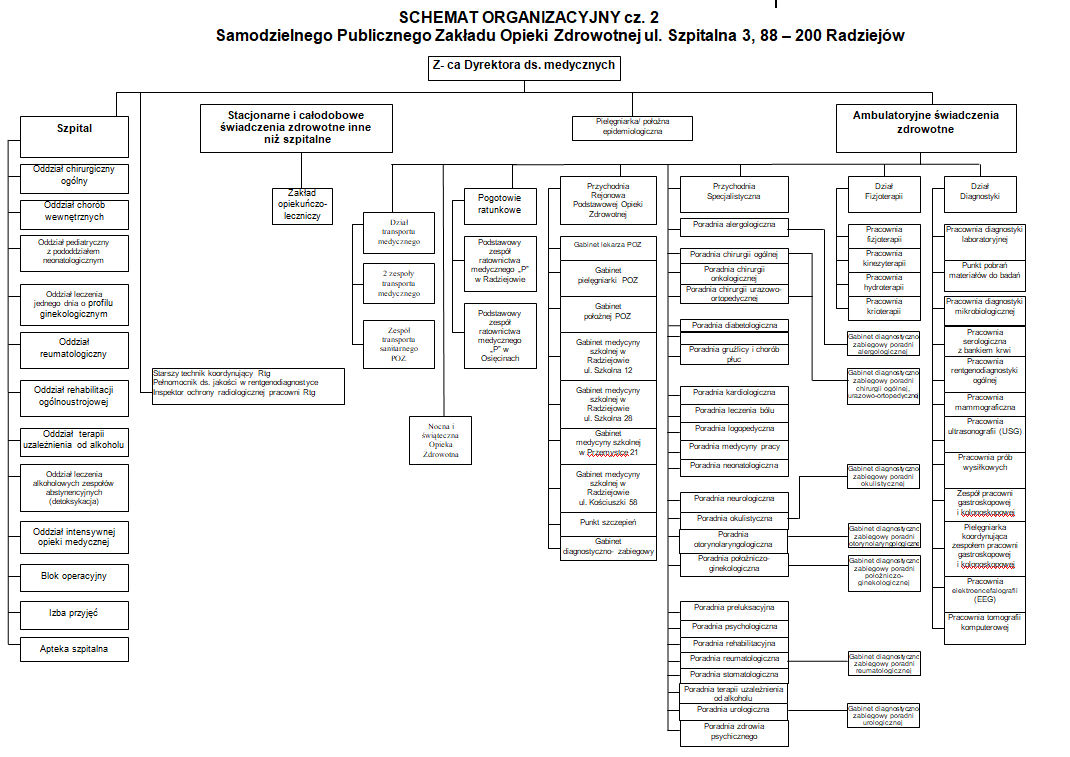 SCHEMAT ORGANIZACYJNY cz. 2
Samodzielnego Publicznego Zakładu Opieki Zdrowotnej ul. Szpitalna 3, 88 – 200 Radziejów
Z- ca Dyrektora ds. medycznych
Szpital
Oddział chirurgiczny
ogólny
Oddział chorób
wewnętrznych
Oddział pediatryczny
z pododdziałem
neonatologicznym
Oddział leczenia
jednego dnia o profilu
ginekologicznym
Oddział
reumatologiczny
Oddział rehabilitacji
ogólnoustrojowej
Oddział terapii
uzależnienia od alkoholu
Oddział leczenia
alkoholowych zespołów
abstynencyjnych
(detoksykacja)
Oddział intensywnej
opieki medycznej
Blok operacyjny
Izba przyjęć
Apteka szpitalna
Starszy technik koordynujący Rtg
Pełnomocnik ds. jakości w rentgenodiagnostyce
Inspektor ochrony radiologicznej pracowni Rtg
Stacjonarne i całodobowe
świadczenia zdrowotne inne
niż szpitalne
Zakład
opiekuńczo-
leczniczy
Pielęgniarka/ położna
epidemiologiczna
Ambulatoryjne świadczenia
zdrowotne
Dział
transportu
medycznego
2 zespoły
transportu
medycznego
Zespół
transportu
sanitarnego
POZ
Nocna i
świąteczna
Opieka
Zdrowotna
Pogotowie
ratunkowe
Podstawowy
zespół
ratownictwa
medycznego „P"
w Radziejowie
Podstawowy
zespół
ratownictwa
medycznego
„P" w
Osięcinach
Przychodnia
Rejonowa
Podstawowej Opieki
Zdrowotnej
Gabinet lekarza POZ
Gabinet
pielęgniarki POZ
Gabinet
położnej POZ
Gabinet medycyny
szkolnej w
Radziejowie
ul. Szkolna 12
Gabinet medycyny
szkolnej w
Radziejowie
ul. Szkolna 28
Gabinet
medycyny szkolnej
w Przemystce 21
Gabinet medycyny
szkolnej w
Radziejowie
ul. Kościuszki 58
Punkt szczepień
Gabinet
diagnostyczno- zabiegowy
Przychodnia
Specjalistyczna
Poradnia alergologiczna
Poradnia chirurgii ogólnej
Poradnia chirurgii
onkologicznej
Poradnia chirurgii urazowo-
ortopedycznej
Poradnia diabetologiczna
Poradnia gruźlicy i chorób
płuc
Poradnia kardiologiczna
Poradnia leczenia bólu
Poradnia logopedyczna
Poradnia medycyny pracy
Poradnia neonatologiczna
Poradnia neurologiczna
Poradnia okulistyczna
Poradnia
otorynolaryngologiczna
Poradnia położniczo-
ginekologiczna
Poradnia preluksacyjna
Poradnia psychologiczna
Poradnia rehabilitacyjna
Poradnia reumatologiczna
Poradnia stomatologiczna
Poradnia terapii uzależnienia
od alkoholu
Poradnia urologiczna
Poradnia zdrowia
psychicznego
Dział
Fizjoterapii
Pracownia
fizjoterapii
Pracownia
kinezyterapii
Pracownia
hydroterapii
Pracownia
krioterapii
Gabinet diagnostyczno
zabiegowy poradni
alergologicznej
Gabinet diagnostyczno
zabiegowy poradni
chirurgii ogólnej,
urazowo-ortopedycznej
Gabinet diagnostyczno
zabiegowy poradni
okulistycznej
Gabinet diagnostyczno
zabiegowy poradni
otorynolaryngologicznej
Gabinet diagnostyczno
zabiegowy poradni
położniczo-
ginekologicznej
Gabinet diagnostyczno
zabiegowy poradni
reumatologicznej
Gabinet diagnostyczno
zabiegowy poradni
urologicznej
Dział
Diagnostyki
Pracownia diagnostyki
laboratoryjnej
Punkt pobrań
materiałów do badań
Pracownia diagnostyki
mikrobiologicznej
Pracownia
serologiczna
z bankiem krwi
Pracownia
rentgenodiagnostyki
ogólnej
Pracownia
mammograficzna
Pracownia
ultrasonografii (USG)
Pracownia prób
wysiłkowych
Zespół pracowni
gastroskopowej
i kolonoskopowej
Pielęgniarka
koordynująca
zespołem pracowni
gastroskopowej
i kolonoskopowej
Pracownia
elektroencefalografii
(EEG)
Pracownia tomografii
komputerowej